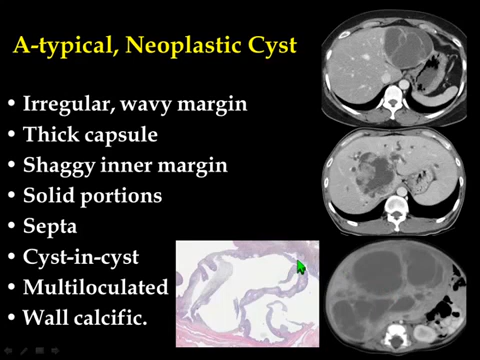 A-typical, Neoplastic Cyst
• Irregular, wavy margin
• Thick capsule
• Shaggy inner margin
• Solid portions
• Septa
• Cyst-in-cyst
• Multiloculated
• Wall calcific.